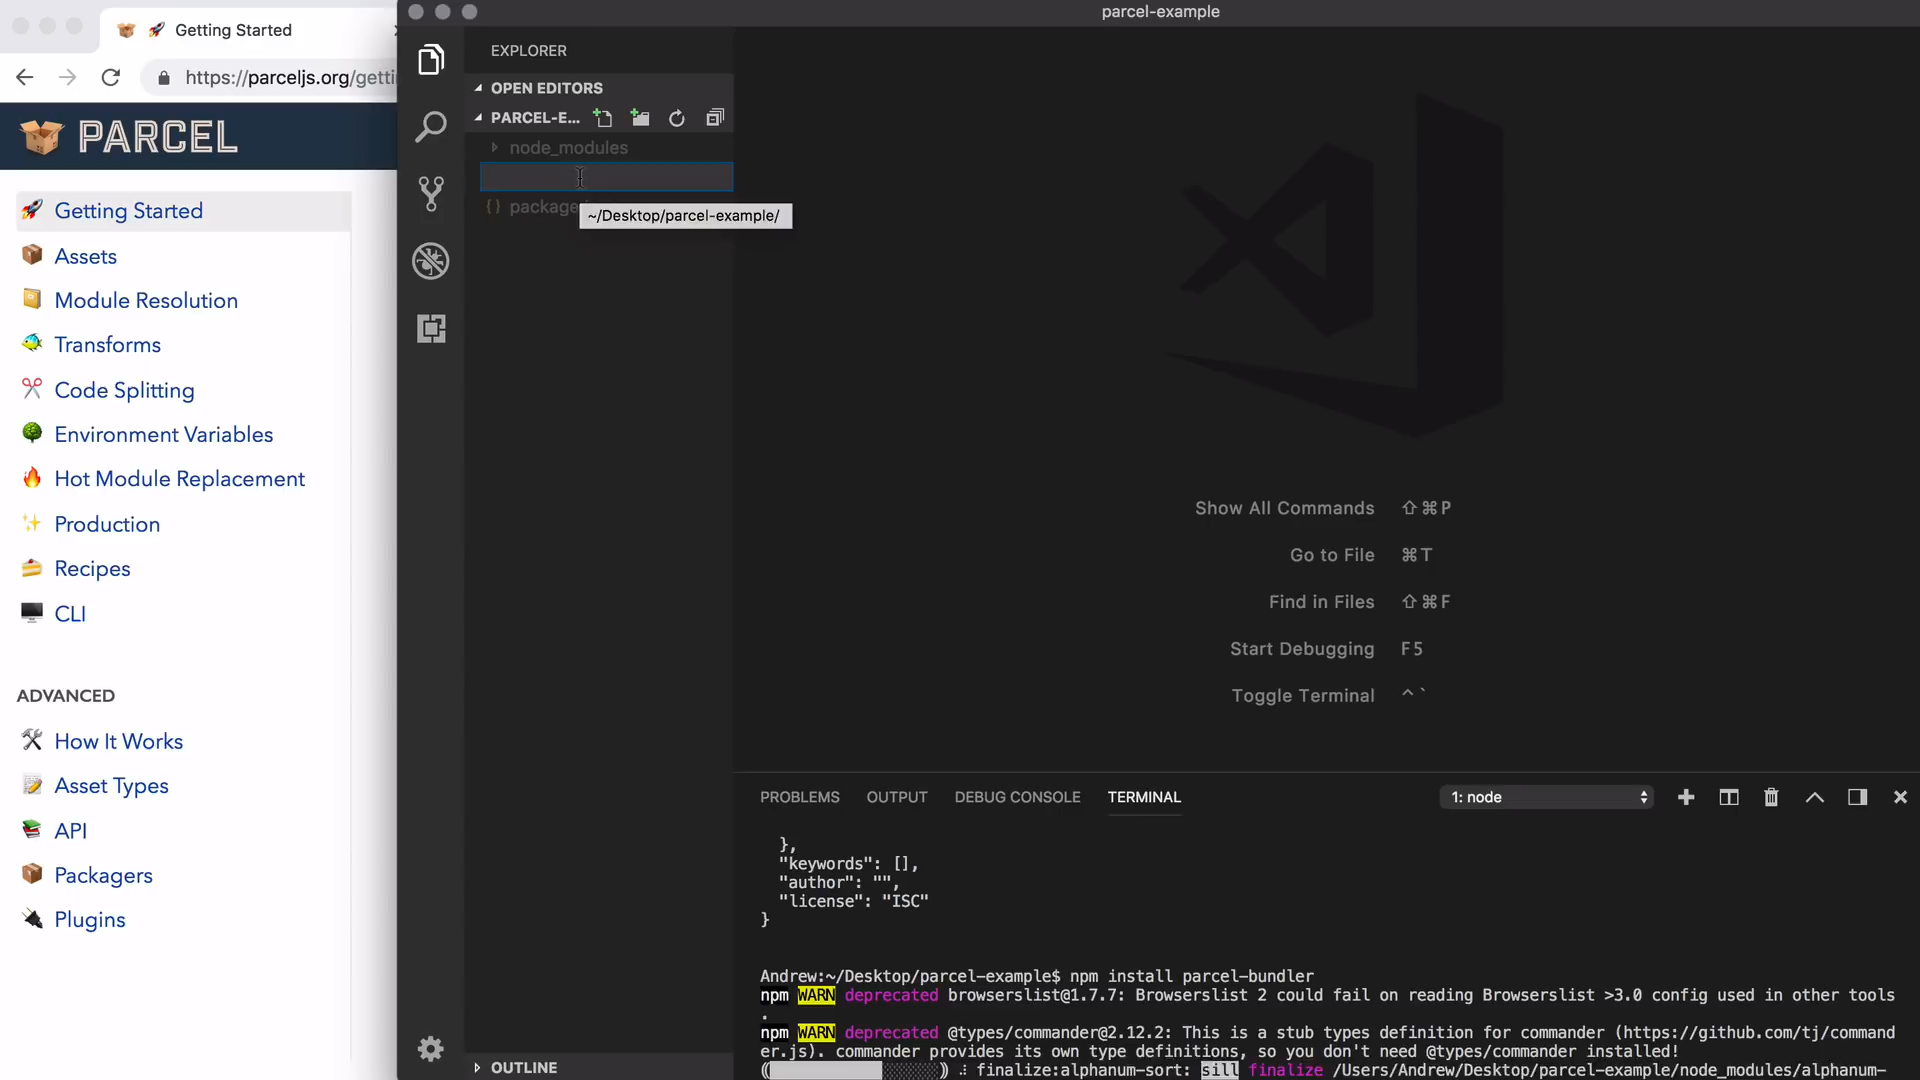 Getting Started
https://parceljs.org/getti
PARCEL
Getting Started
Assets
Module Resolution
Transforms
Code Splitting
Environment Variables
Hot Module Replacement
Production
Recipes
CLI
ADVANCED
How It Works
Asset Types
API
Packagers
Plugins
parcel-example
EXPLORER
OPEN EDITORS
PARCEL-E...
node_modules
{} package
~/Desktop/parcel-example/
OUTLINE
Show All Commands ⇧⌘P
Go to File ⌘T
Find in Files ⇧⌘F
Start Debugging F5
Toggle Terminal ^`
PROBLEMS OUTPUT DEBUG CONSOLE TERMINAL 1: node
},
"keywords": [],
"author": "",
"license": "ISC"
}
Andrew:~/Desktop/parcel-example$ npm install parcel-bundler
npm WARN deprecated browserslist@1.7.7: Browserslist 2 could fail on reading Browserslist >3.0 config used in other tools
.
npm WARN deprecated @types/commander@2.12.2: This is a stub types definition for commander (https://github.com/tj/command
er.js). commander provides its own type definitions, so you don't need @types/commander installed!
finalize:alphanum-sort: sill finalize /Users/Andrew/Desktop/parcel-example/node_modules/alphanum-